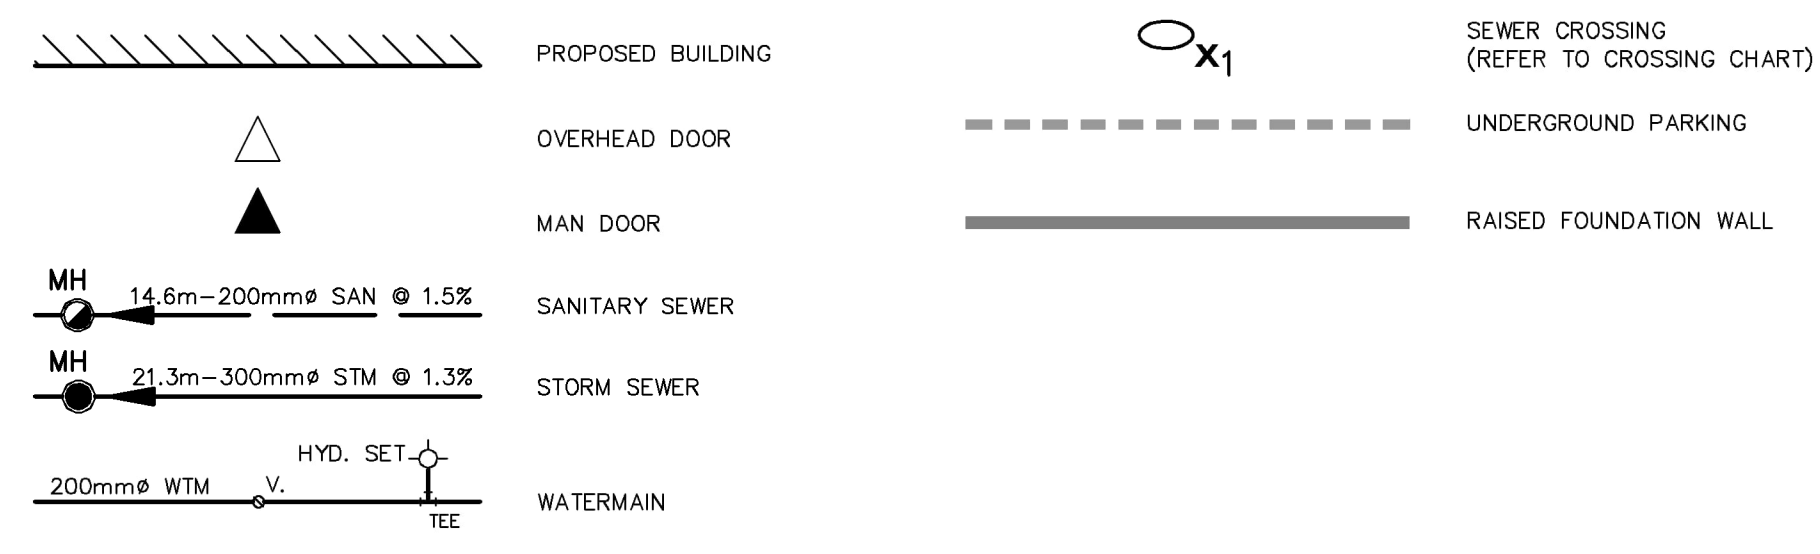 PROPOSED BUILDING
OVERHEAD DOOR
MAN DOOR
MH
14.6m-200mmø SAN @ 1.5%
SANITARY SEWER
MH
21.3m-300mmø STM @ 1.3%
STORM SEWER
HYD. SET
200mmø WTM
V.
TEE
WATERMAIN
X1
SEWER CROSSING
(REFER TO CROSSING CHART)
UNDERGROUND PARKING
RAISED FOUNDATION WALL